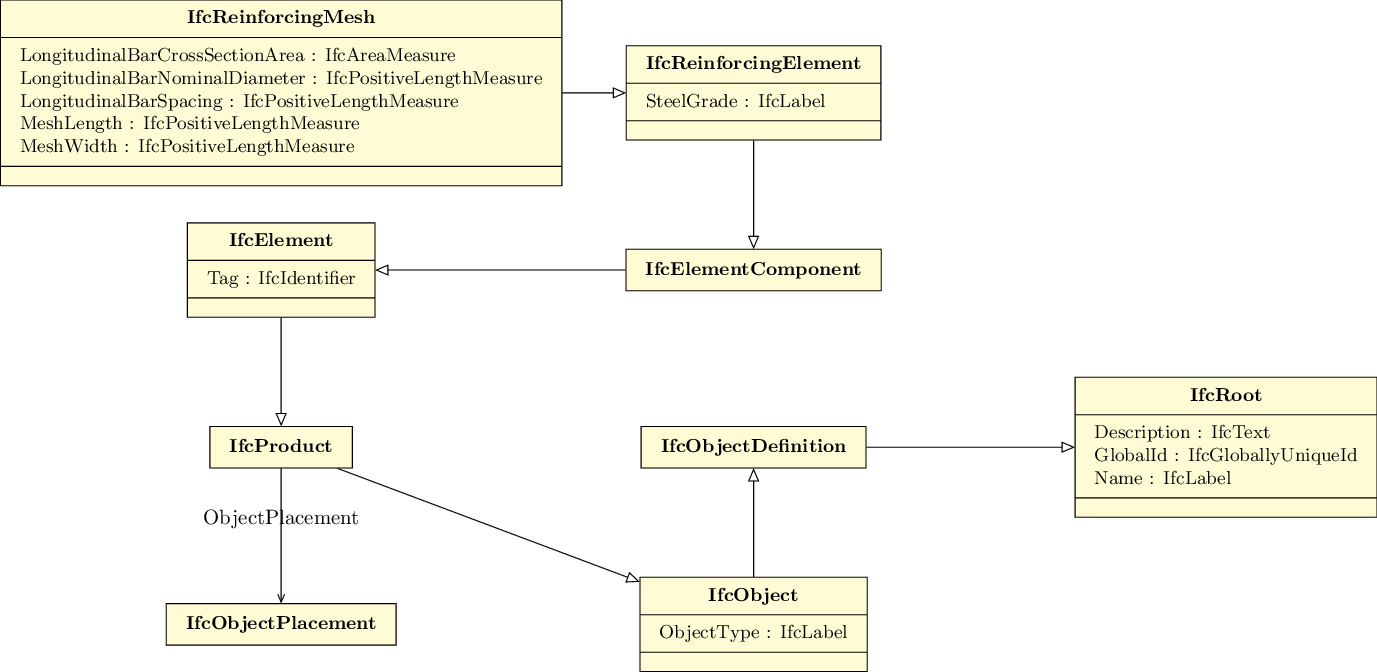 IfcReinforcingMesh
LongitudinalBarCrossSectionArea : IfcAreaMeasure
LongitudinalBarNominalDiameter : IfcPositiveLengthMeasure
LongitudinalBarSpacing : IfcPositiveLengthMeasure
MeshLength : IfcPositiveLengthMeasure
MeshWidth : IfcPositiveLengthMeasure
IfcReinforcingElement
SteelGrade : IfcLabel
IfcElement
Tag : IfcIdentifier
IfcElementComponent
IfcProduct
IfcObjectDefinition
IfcRoot
Description : IfcText
GlobalId : IfcGloballyUniqueId
Name : IfcLabel
ObjectPlacement
IfcObjectPlacement
IfcObject
ObjectType : IfcLabel